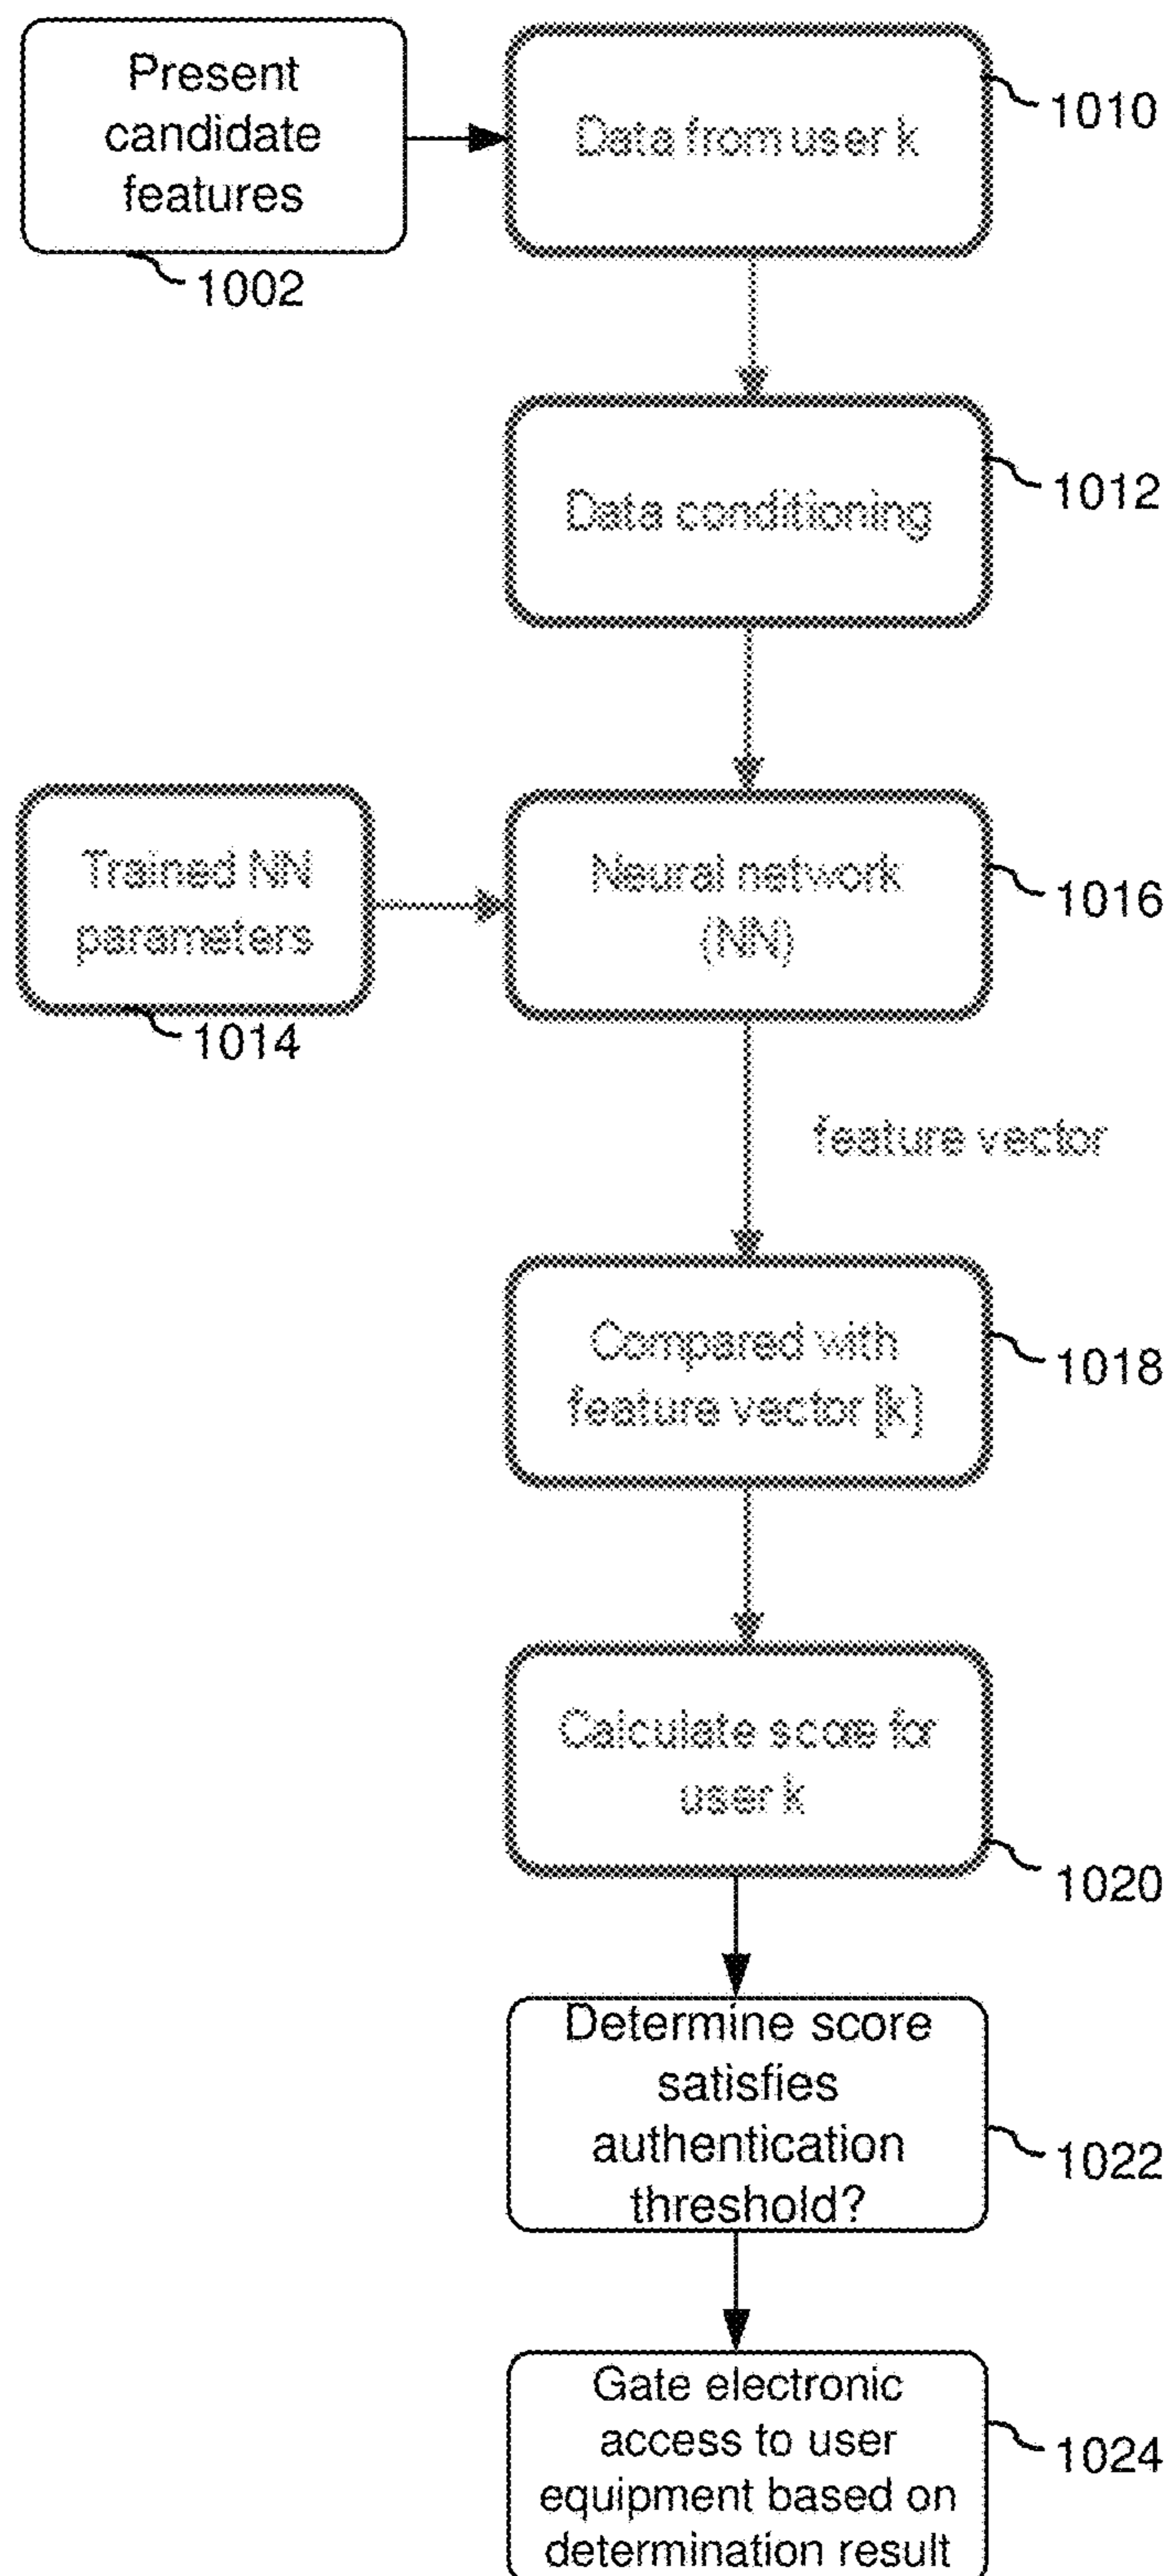 Present
candidate
features
1002
Data from user k
1010
Data conditioning
1012
Trained NN
parameters
1014
Neural network
(NN)
1016
feature vector
Compared with
feature vector [k]
1018
Calculate score for
user k
1020
Determine score
satisfies
authentication
threshold?
1022
Gate electronic
access to user
equipment based on
determination result
1024